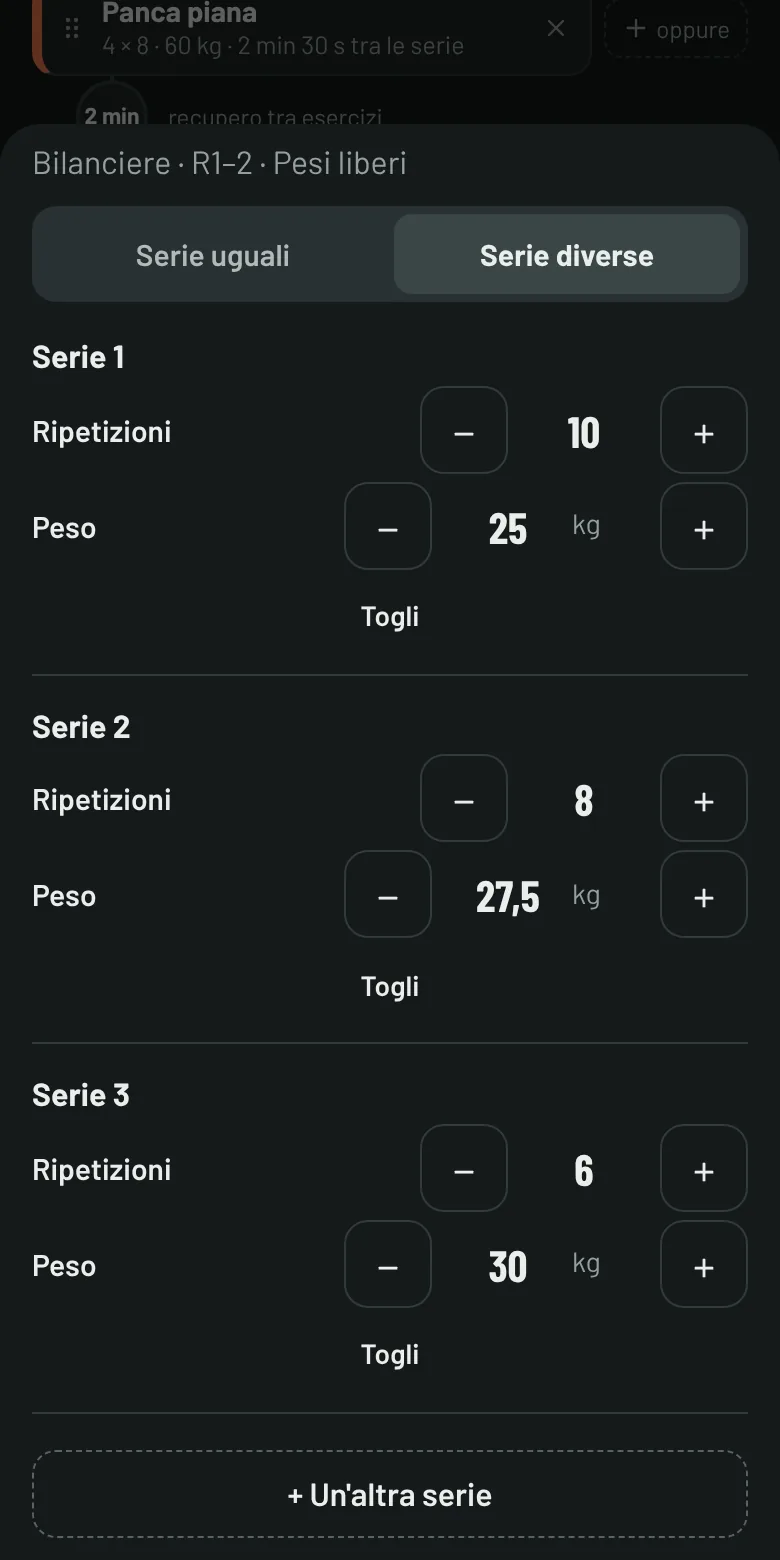 Panca piana
4 × 8 · 60 kg · 2 min 30 s tra le serie
+ oppure
2 min
recupero tra esercizi
Bilanciere · R1–2 · Pesi liberi
Serie uguali
Serie diverse
Serie 1
Ripetizioni − 10 +
Peso − 25 kg +
Togli
Serie 2
Ripetizioni − 8 +
Peso − 27,5 kg +
Togli
Serie 3
Ripetizioni − 6 +
Peso − 30 kg +
Togli
+ Un'altra serie